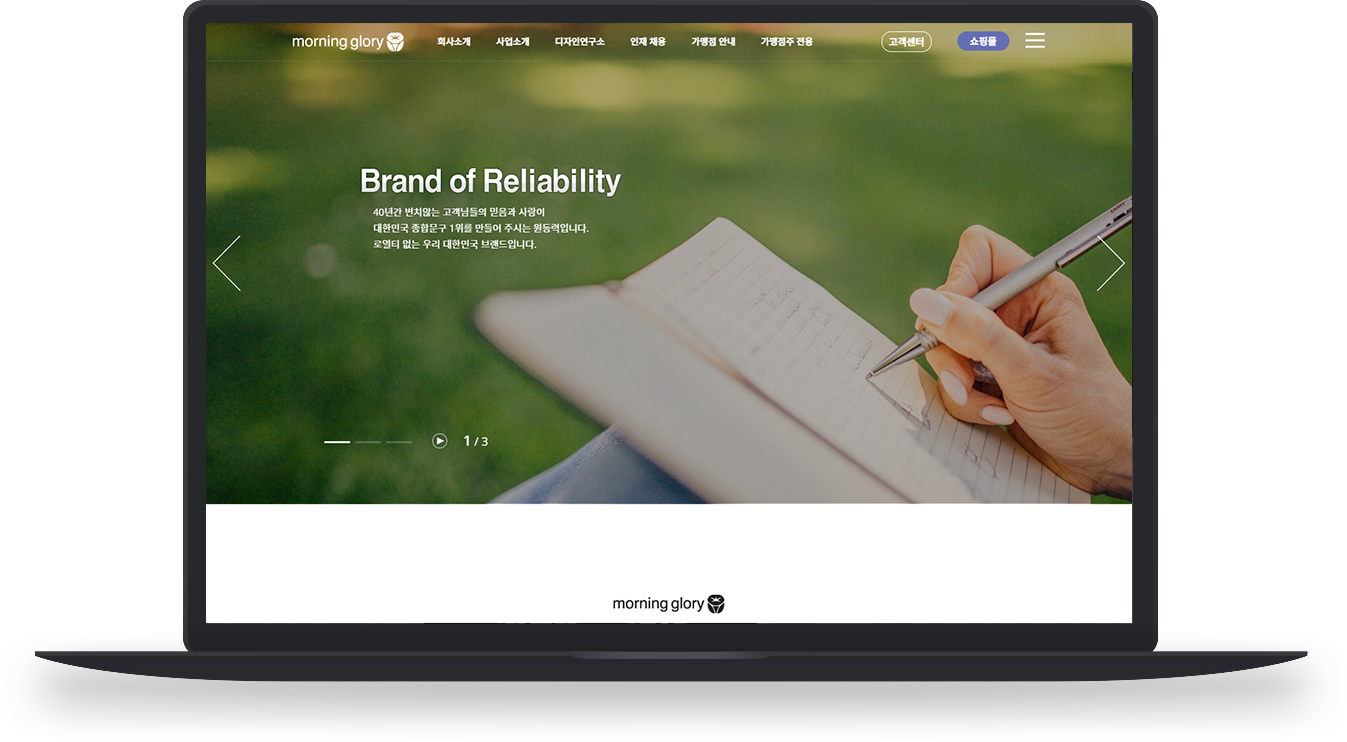 morning glory
회사소개 사업소개 디자인연구소 인재 채용 가맹점 안내 가맹점주 전용 고객센터 쇼핑몰
Brand of Reliability
40년간 변치않는 고객님들의 믿음과 사랑이
대한민국 종합문구 1위를 만들어 주시는 원동력입니다.
로열티 없는 우리 대한민국 브랜드입니다.
1 / 3
morning glory